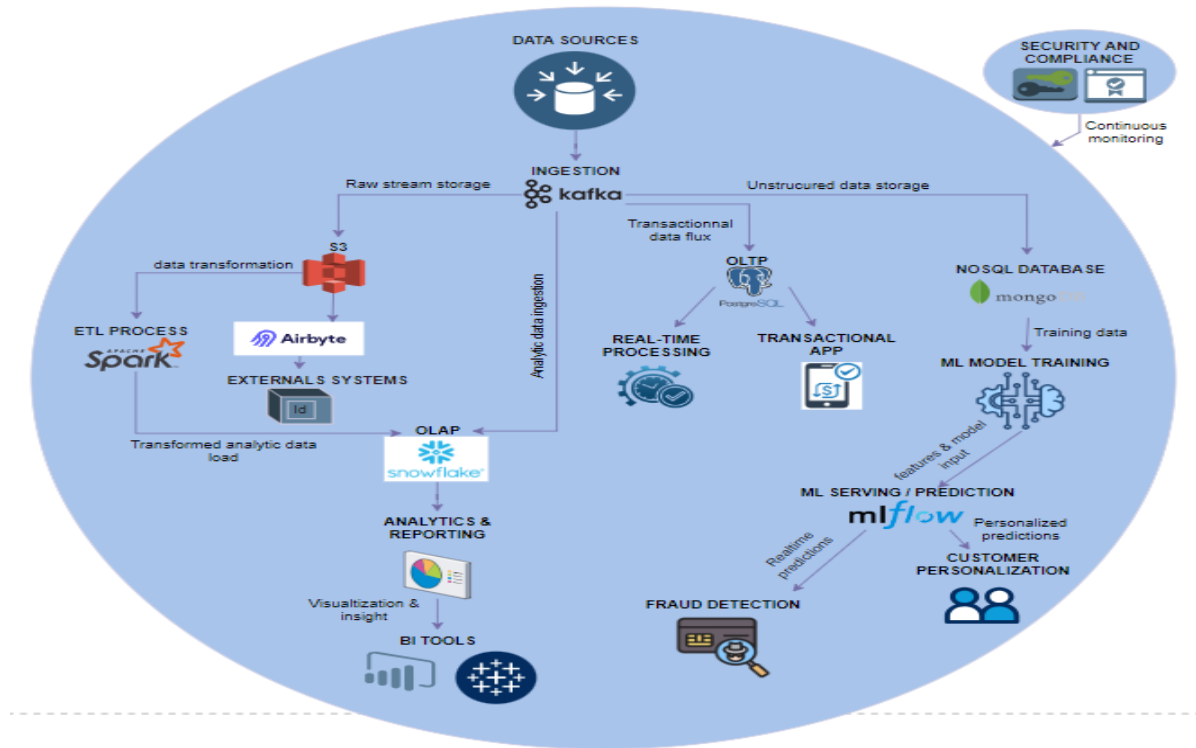 DATA SOURCES
SECURITY AND
COMPLIANCE
Continuous
monitoring
INGESTION
kafka
Raw stream storage
Unstrucured data storage
Transactionnal
data flux
S3
data transformation
OLTP
PostgreSQL
NOSQL DATABASE
mongo
Analytic data ingestion
ETL PROCESS
APACHE
Spark
Airbyte
REAL-TIME
PROCESSING
TRANSACTIONAL
APP
Training data
ML MODEL TRAINING
EXTERNALS SYSTEMS
Id
Transformed analytic data
load
OLAP
snowflake
features & model
input
ML SERVING / PREDICTION
mlflow
ANALYTICS &
REPORTING
Realtime
predictions
Personalized
predictions
CUSTOMER
PERSONALIZATION
Visualtization &
insight
FRAUD DETECTION
BI TOOLS